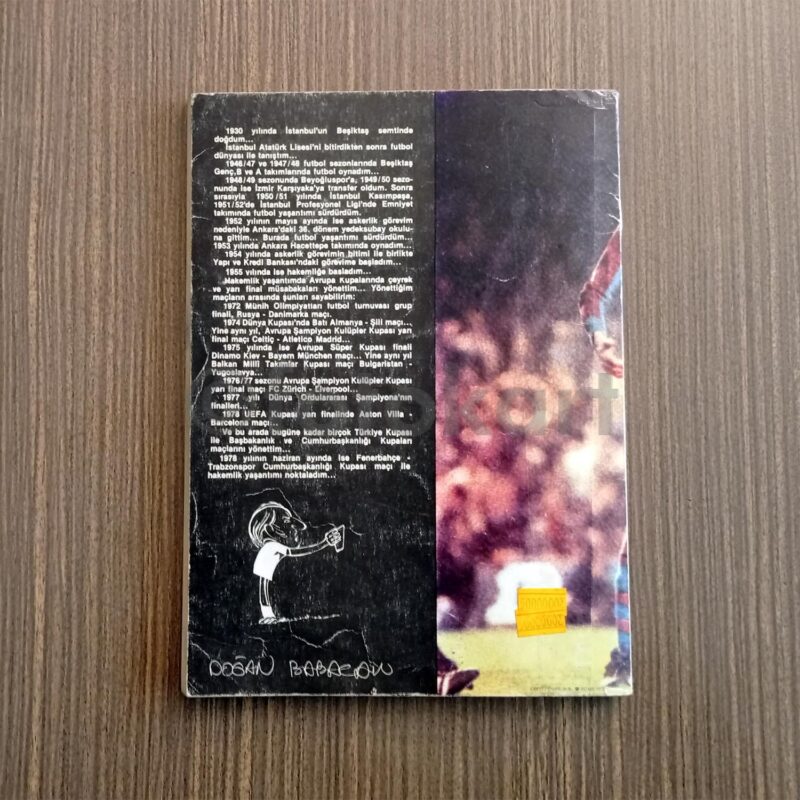 1930 yılında İstanbul'un Beşiktaş semtinde
doğdum...
İstanbul Atatürk Lisesi'ni bitirdikten sonra futbol
dünyası ile tanıştım...
1946/47 ve 1947/48 futbol sezonlarında Beşiktaş
Genç,B ve A takımlarında futbol oynadım...
1948/49 sezonunda Beyoğluspor'a, 1949/50 sezo-
nunda ise İzmir Karşıyaka'ya transfer oldum. Sonra
sırasıyla 1950/51 yılında İstanbul Kasımpaşa,
1951/52'de İstanbul Profesyonel Ligi'nde Emniyet
takımında futbol yaşantımı sürdürdüm.
1952 yılının mayıs ayında ise askerlik görevim
nedeniyle Ankara'daki 36. dönem yedeksubay okulu-
na gittim... Burada futbol yaşantımı sürdürdüm...
1953 yılında Ankara Hacettepe takımında oynadım...
1954 yılında askerlik görevimin bitimi ile birlikte
Yapı ve Kredi Bankası'ndaki görevime başladım...
1955 yılında ise hakemliğe başladım...
Hakemlik yaşantımda Avrupa Kupalarında çeyrek
ve yarı final müsabakaları yönettim... Yönettiğim
maçların arasında şunları sayabilirim:
1972 Münih Olimpiyatları futbol turnuvası grup
finali, Rusya - Danimarka maçı.
1974 Dünya Kupası'nda Batı Almanya - Şili maçı...
Yine aynı yıl, Avrupa Şampiyon Kulüpler Kupası yarı
final maçı Celtic - Atletico Madrid...
1975 yılında ise Avrupa Süper Kupası finali
Dinamo Kiev - Bayern München maçı... Yine aynı yıl
Balkan Milli Takımlar Kupası maçı Bulgaristan -
Yugoslavya...
1976/77 sezonu Avrupa Şampiyon Kulüpler Kupası
yarı final maçı FC Zürich - Liverpool...
1977 yılı Dünya Ordulararası Şampiyona'nın
finalleri...
1978 UEFA Kupası yarı finalinde Aston Villa -
Barcelona maçı...
Ve bu arada bugüne kadar birçok Türkiye Kupası
ile Başbakanlık ve Cumhurbaşkanlığı Kupaları
maçlarını yönettim...
1978 yılının haziran ayında ise Fenerbahçe -
Trabzonspor Cumhurbaşkanlığı Kupası maçı ile
hakemlik yaşantımı noktaladım...
DOĞAN BABACAN